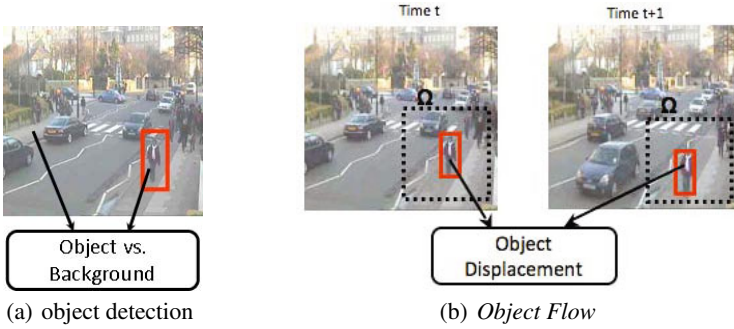 Time t
Time t+1
Ω
Ω
Object vs.
Background
Object
Displacement
(a) object detection
(b) Object Flow